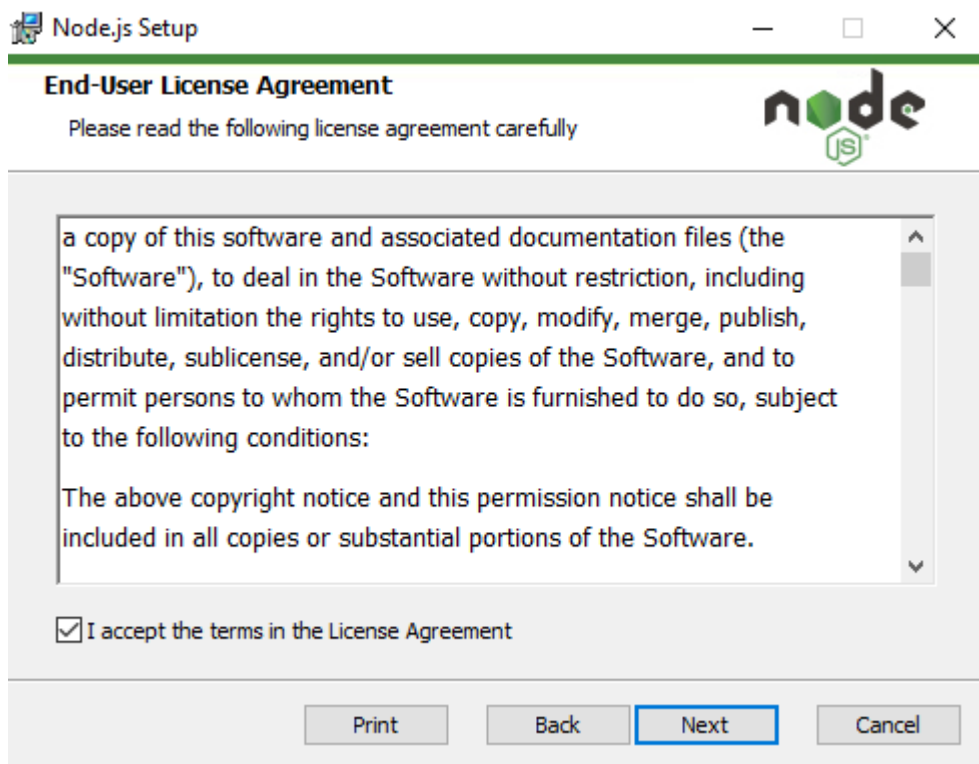 Node.js Setup
End-User License Agreement
Please read the following license agreement carefully
node
JS
a copy of this software and associated documentation files (the
"Software"), to deal in the Software without restriction, including
without limitation the rights to use, copy, modify, merge, publish,
distribute, sublicense, and/or sell copies of the Software, and to
permit persons to whom the Software is furnished to do so, subject
to the following conditions:
The above copyright notice and this permission notice shall be
included in all copies or substantial portions of the Software.
I accept the terms in the License Agreement
Print Back Next Cancel